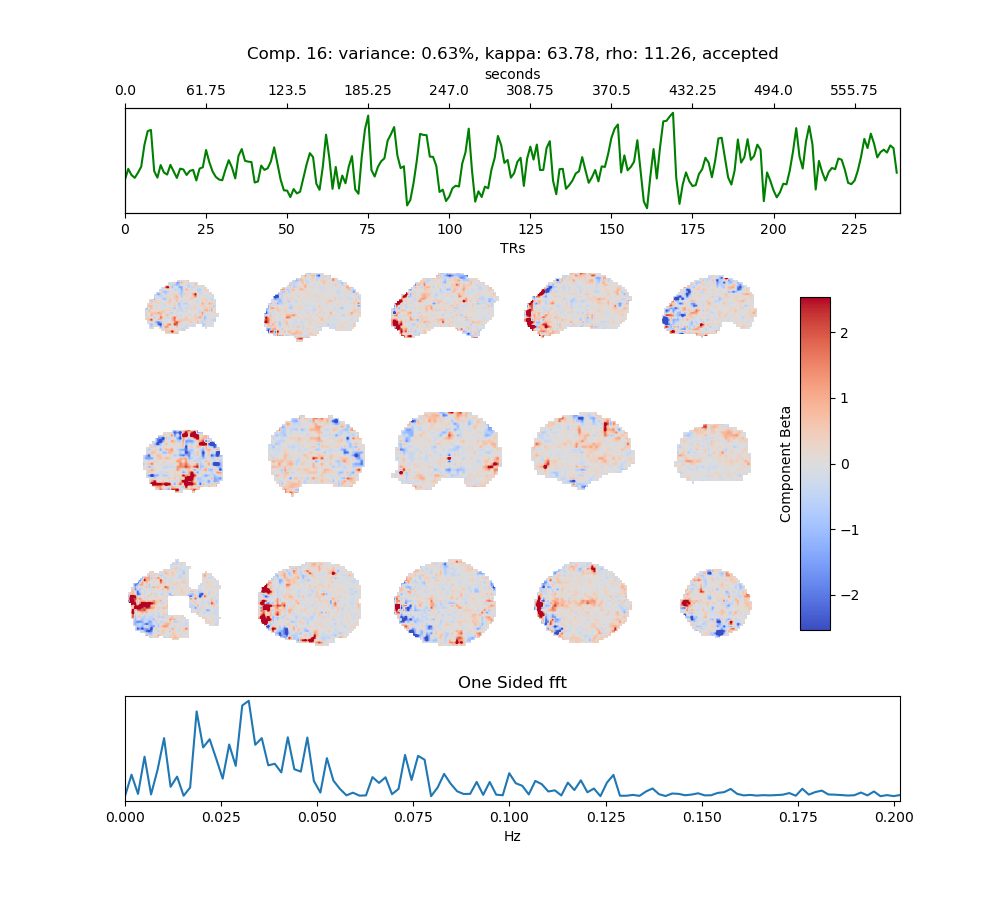 Comp. 16: variance: 0.63%, kappa: 63.78, rho: 11.26, accepted
seconds
0.0 61.75 123.5 185.25 247.0 308.75 370.5 432.25 494.0 555.75
0 25 50 75 100 125 150 175 200 225
TRs
2
1
0
−1
−2
Component Beta
One Sided fft
0.000 0.025 0.050 0.075 0.100 0.125 0.150 0.175 0.200
Hz